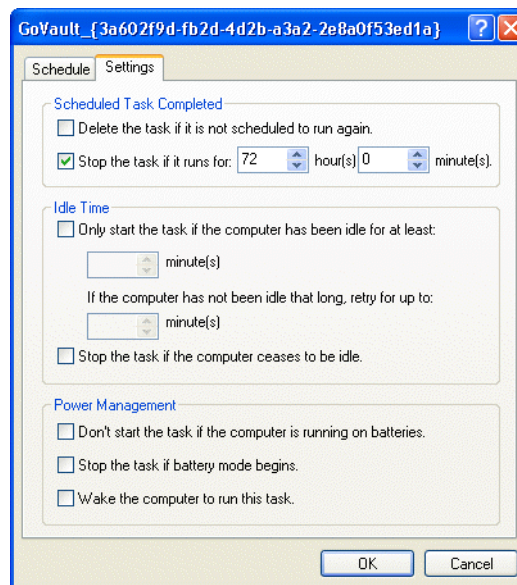 GoVault_{3a602f9d-fb2d-4d2b-a3a2-2e8a0f53ed1a}
Schedule Settings
Scheduled Task Completed
Delete the task if it is not scheduled to run again.
Stop the task if it runs for: 72 hour(s) 0 minute(s).
Idle Time
Only start the task if the computer has been idle for at least:
minute(s)
If the computer has not been idle that long, retry for up to:
minute(s)
Stop the task if the computer ceases to be idle.
Power Management
Don't start the task if the computer is running on batteries.
Stop the task if battery mode begins.
Wake the computer to run this task.
OK Cancel